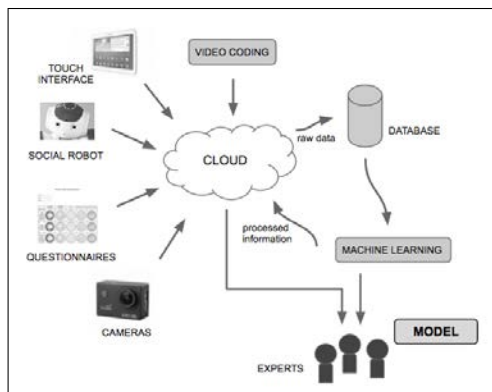 TOUCH
INTERFACE
VIDEO CODING
SOCIAL ROBOT
CLOUD
raw data
DATABASE
QUESTIONNAIRES
processed
information
MACHINE LEARNING
CAMERAS
MODEL
EXPERTS